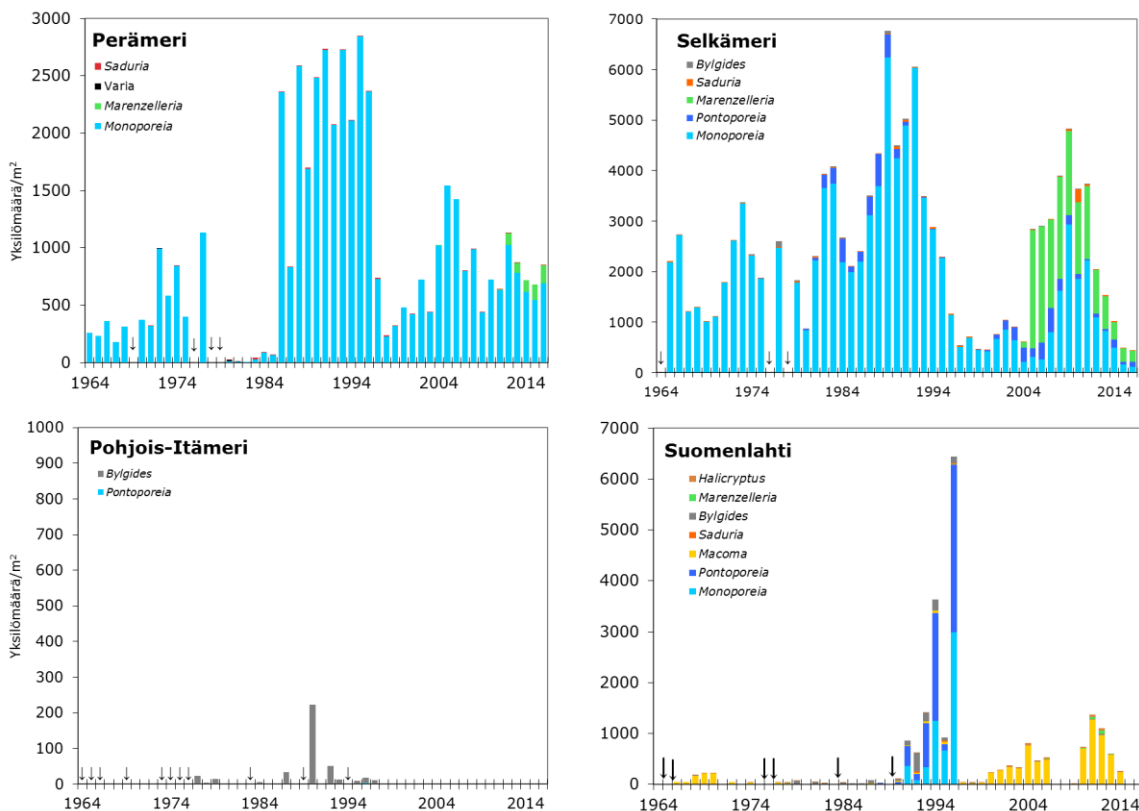 Perämeri
Saduria
Varia
Marenzelleria
Monoporeia
Yksilömäärä/m²
3000
2500
2000
1500
1000
500
0
1964 1974 1984 1994 2004 2014
Selkämeri
Bylgides
Saduria
Marenzelleria
Pontoporeia
Monoporeia
7000
6000
5000
4000
3000
2000
1000
0
1964 1974 1984 1994 2004 2014
Pohjois-Itämeri
Bylgides
Pontoporeia
Yksilömäärä/m²
1000
900
800
700
600
500
400
300
200
100
0
1964 1974 1984 1994 2004 2014
Suomenlahti
Halicryptus
Marenzelleria
Bylgides
Saduria
Macoma
Pontoporeia
Monoporeia
7000
6000
5000
4000
3000
2000
1000
0
1964 1974 1984 1994 2004 2014